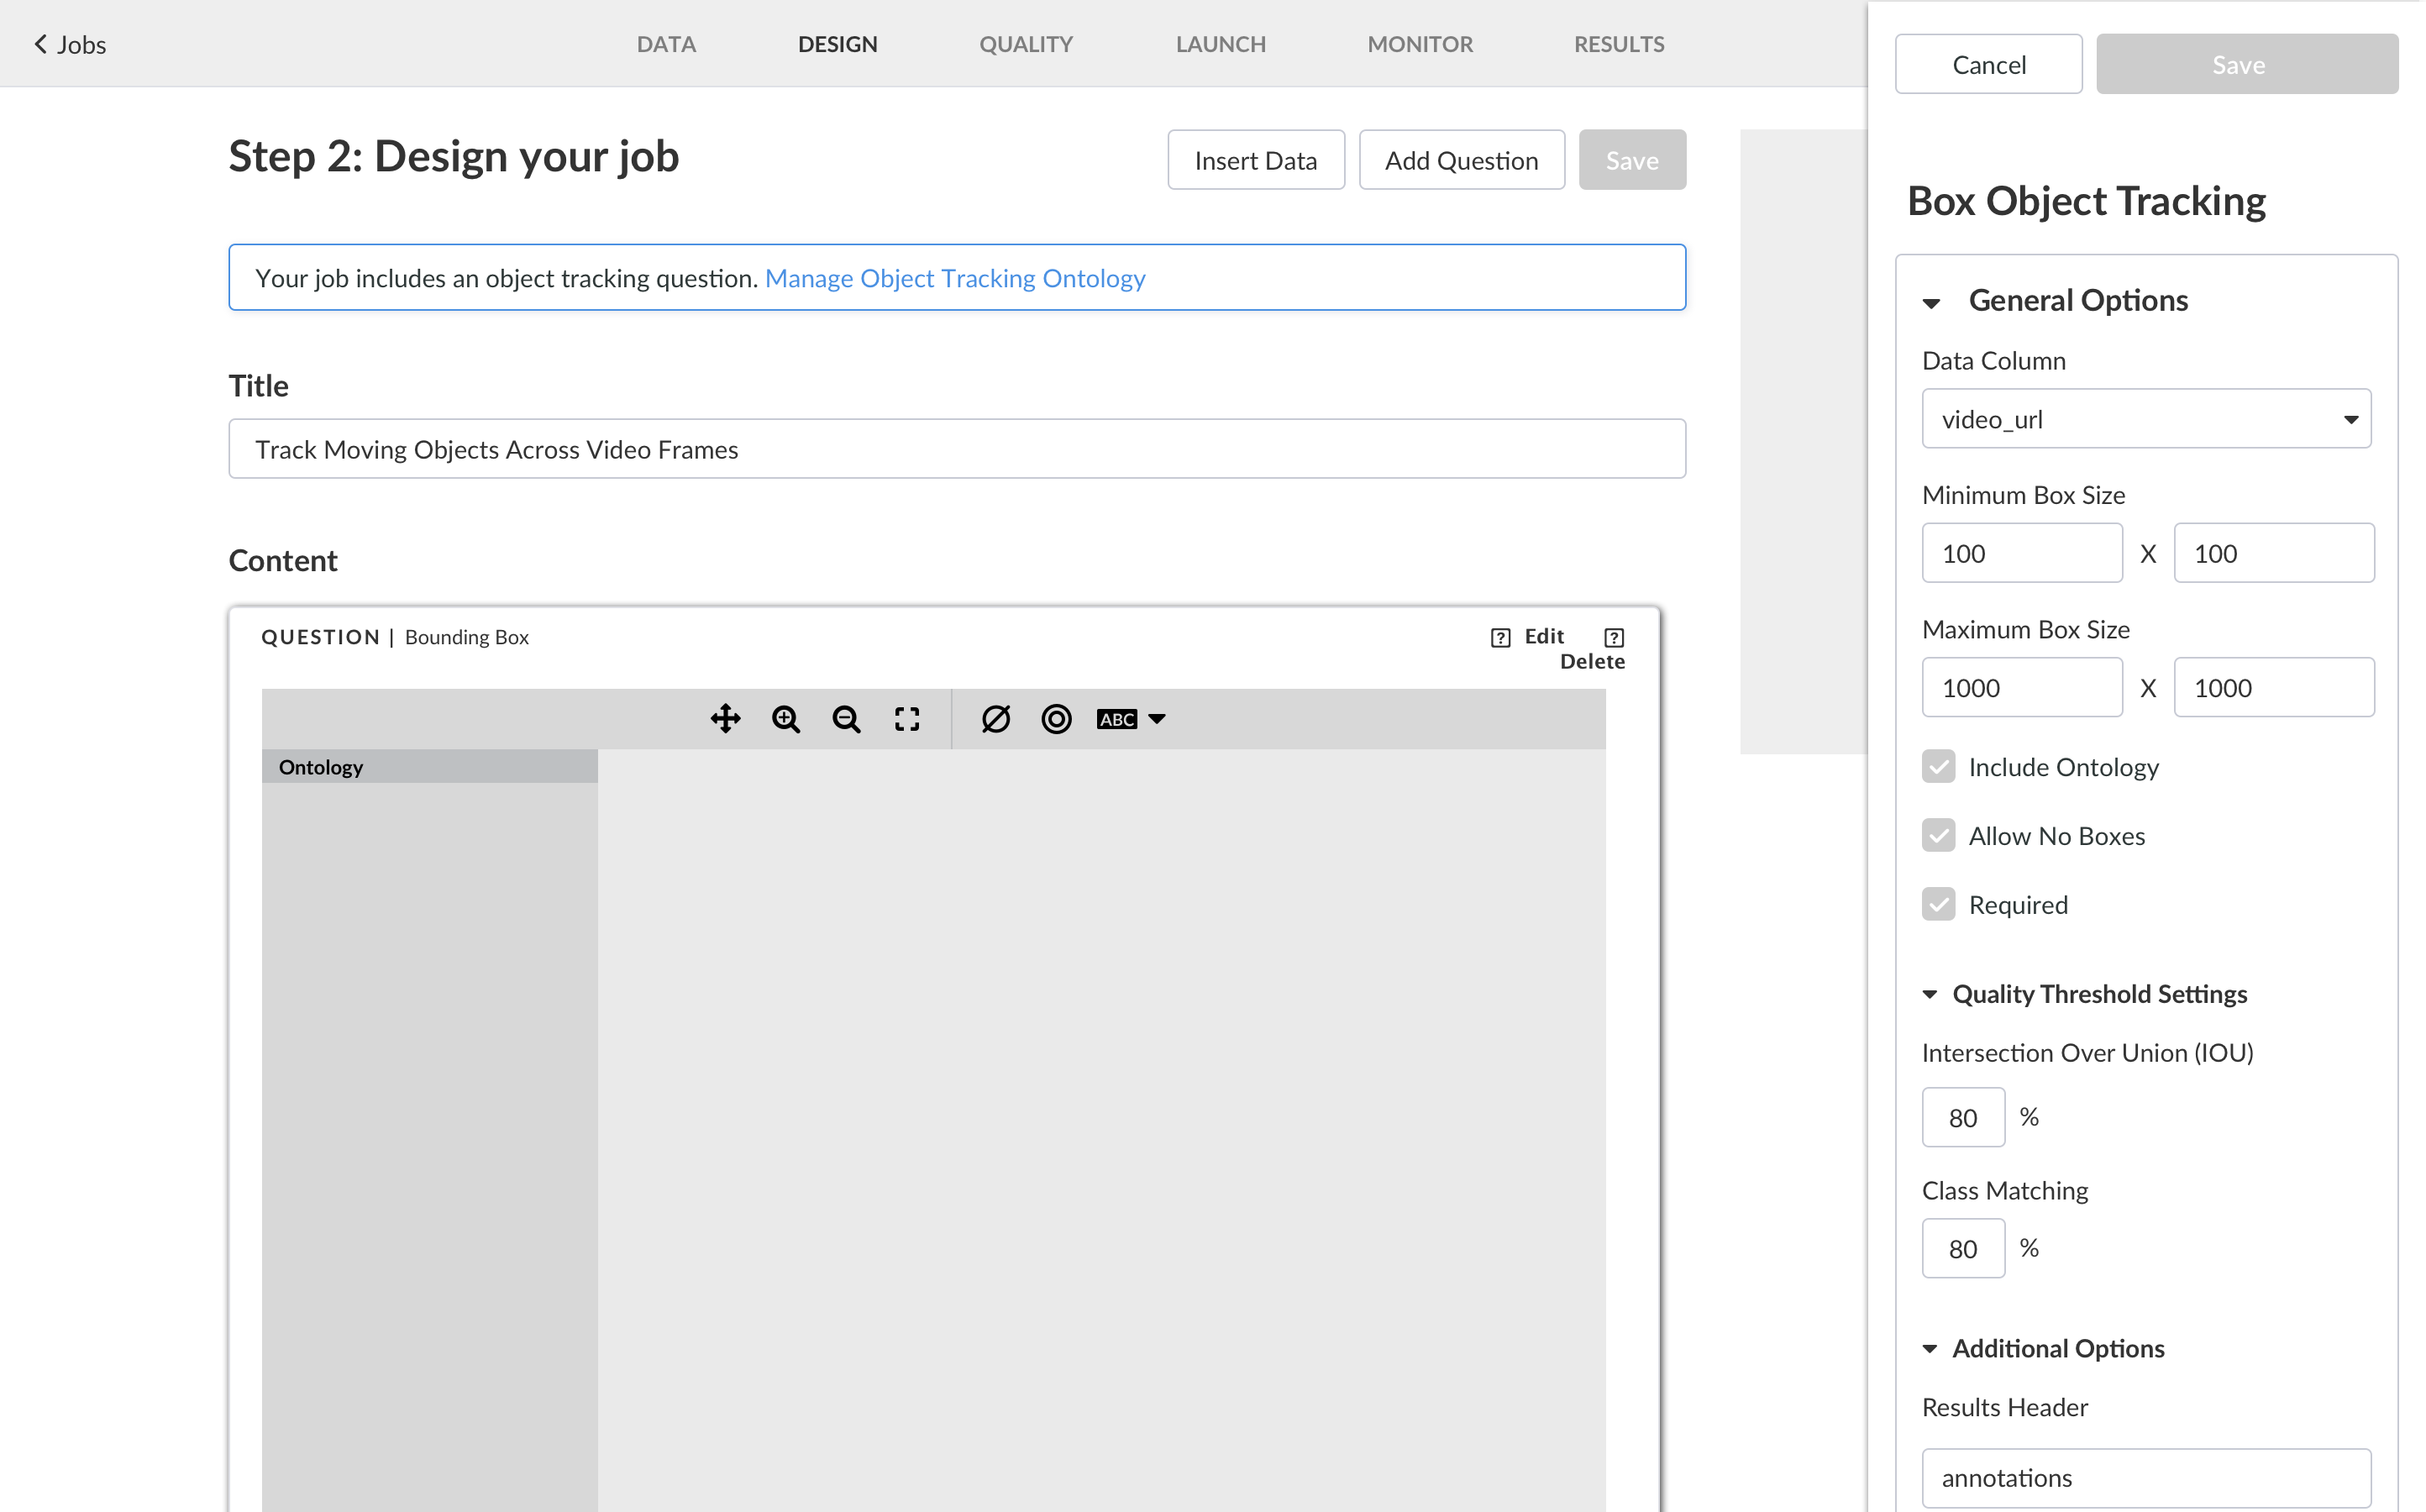 Jobs
DATA
DESIGN
QUALITY
LAUNCH
MONITOR
RESULTS
Step 2: Design your job
Insert Data
Add Question
Save
Your job includes an object tracking question. Manage Object Tracking Ontology
Title
Track Moving Objects Across Video Frames
Content
QUESTION | Bounding Box
Edit
Delete
ABC
Ontology
Cancel
Save
Box Object Tracking
General Options
Data Column
video_url
Minimum Box Size
100 X 100
Maximum Box Size
1000 X 1000
Include Ontology
Allow No Boxes
Required
Quality Threshold Settings
Intersection Over Union (IOU)
80 %
Class Matching
80 %
Additional Options
Results Header
annotations